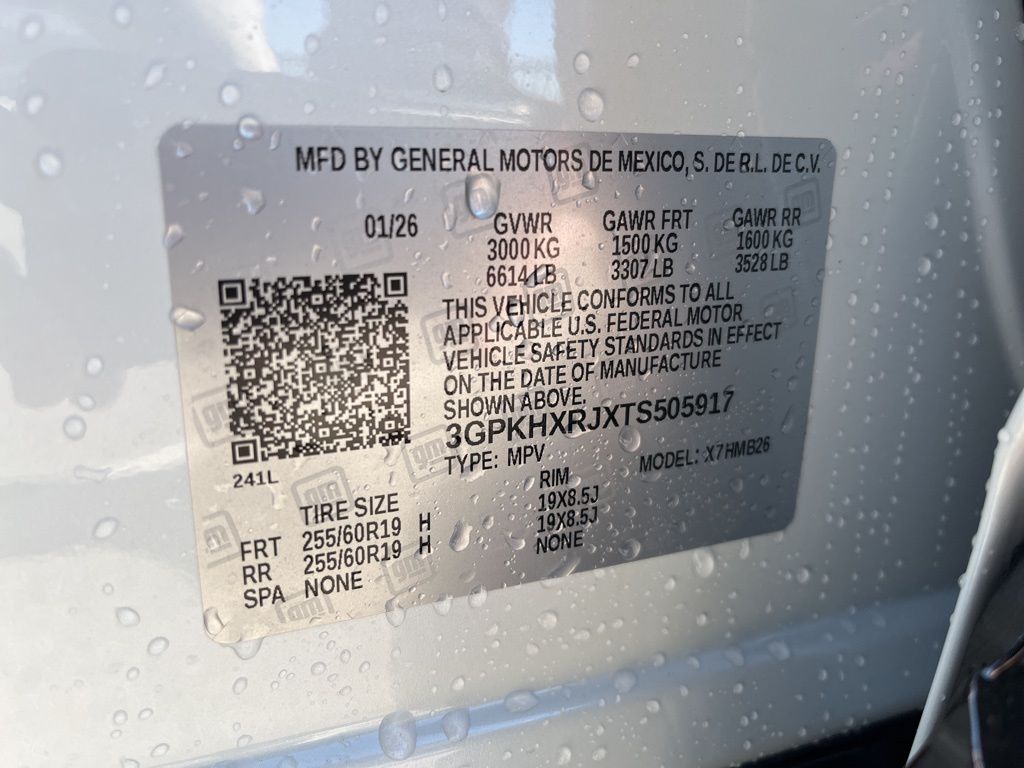 MFD BY GENERAL MOTORS DE MEXICO, S. DE R.L. DE C.V.
01/26 GVWR GAWR FRT GAWR RR
3000 KG 1500 KG 1600 KG
6614 LB 3307 LB 3528 LB
THIS VEHICLE CONFORMS TO ALL
APPLICABLE U.S. FEDERAL MOTOR
VEHICLE SAFETY STANDARDS IN EFFECT
ON THE DATE OF MANUFACTURE
SHOWN ABOVE.
3GPKHXRJXTS505917
TYPE: MPV MODEL: X7HMB26
241L
TIRE SIZE RIM
FRT 255/60R19 H 19X8.5J
RR 255/60R19 H 19X8.5J
SPA NONE NONE